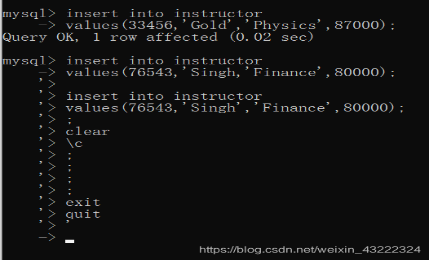 mysql> insert into instructor
-> values(33456,'Gold','Physics',87000);
Query OK, 1 row affected (0.02 sec)
mysql> insert into instructor
-> values(76543,'Singh,'Finance',80000);
'>
'> insert into instructor
'> values(76543,'Singh','Finance',80000);
'> ;
'> clear
'> \c
'> ;
'> ;
'> ;
'> ;
'> exit
'> quit
'> '
->
https://blog.csdn.net/weixin_43222324